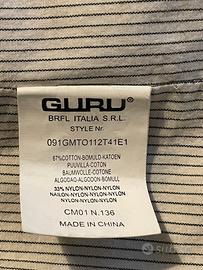 GURU
BRFL ITALIA S.R.L.
STYLE Nr
091GMTO112T41E1
67%COTTON-BOMULD-KATOEN
PUUVILLA-COTON
BAUMWOLLE-COTONE
ALGODAO-ALGODON-BOMULL
33% NYLON-NYLON-NYLON
NAILON-NYLON-NYLON-NYLON
NYLON-NYLON-NYLON
CM01 N.136
MADE IN CHINA